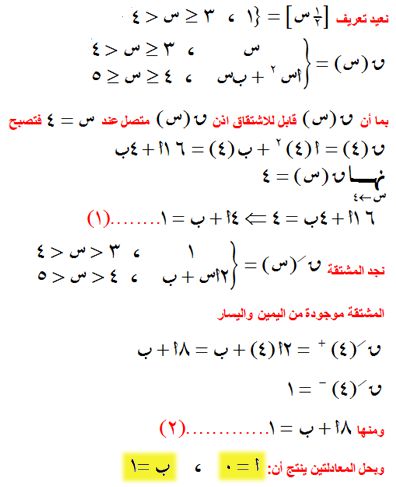 نعيد تعريف [½س] = {١ ، ٣ ≤ س < ٤
ق(س) = { س ، ٣ ≤ س < ٤
أس² + ب س ، ٤ ≤ س ≤ ٥
بما أن ق(س) قابل للاشتقاق اذن ق(س) متصل عند س = ٤ فتصبح
ق(٤) = أ(٤)² + ب(٤) = ١٦أ + ٤ب
نهـا ق(س) = ٤
س←٤
١٦أ + ٤ب = ٤ ⇐ ٤أ + ب = ١........(١)
نجد المشتقة ق′(س) = { ١ ، ٣ < س < ٤
٢أس + ب ، ٤ < س < ٥
المشتقة موجودة من اليمين واليسار
ق′(٤)⁺ = ٢أ(٤) + ب = ٨أ + ب
ق′(٤)⁻ = ١
ومنها ٨أ + ب = ١.............(٢)
وبحل المعادلتين ينتج أن: أ = ٠ ، ب = ١